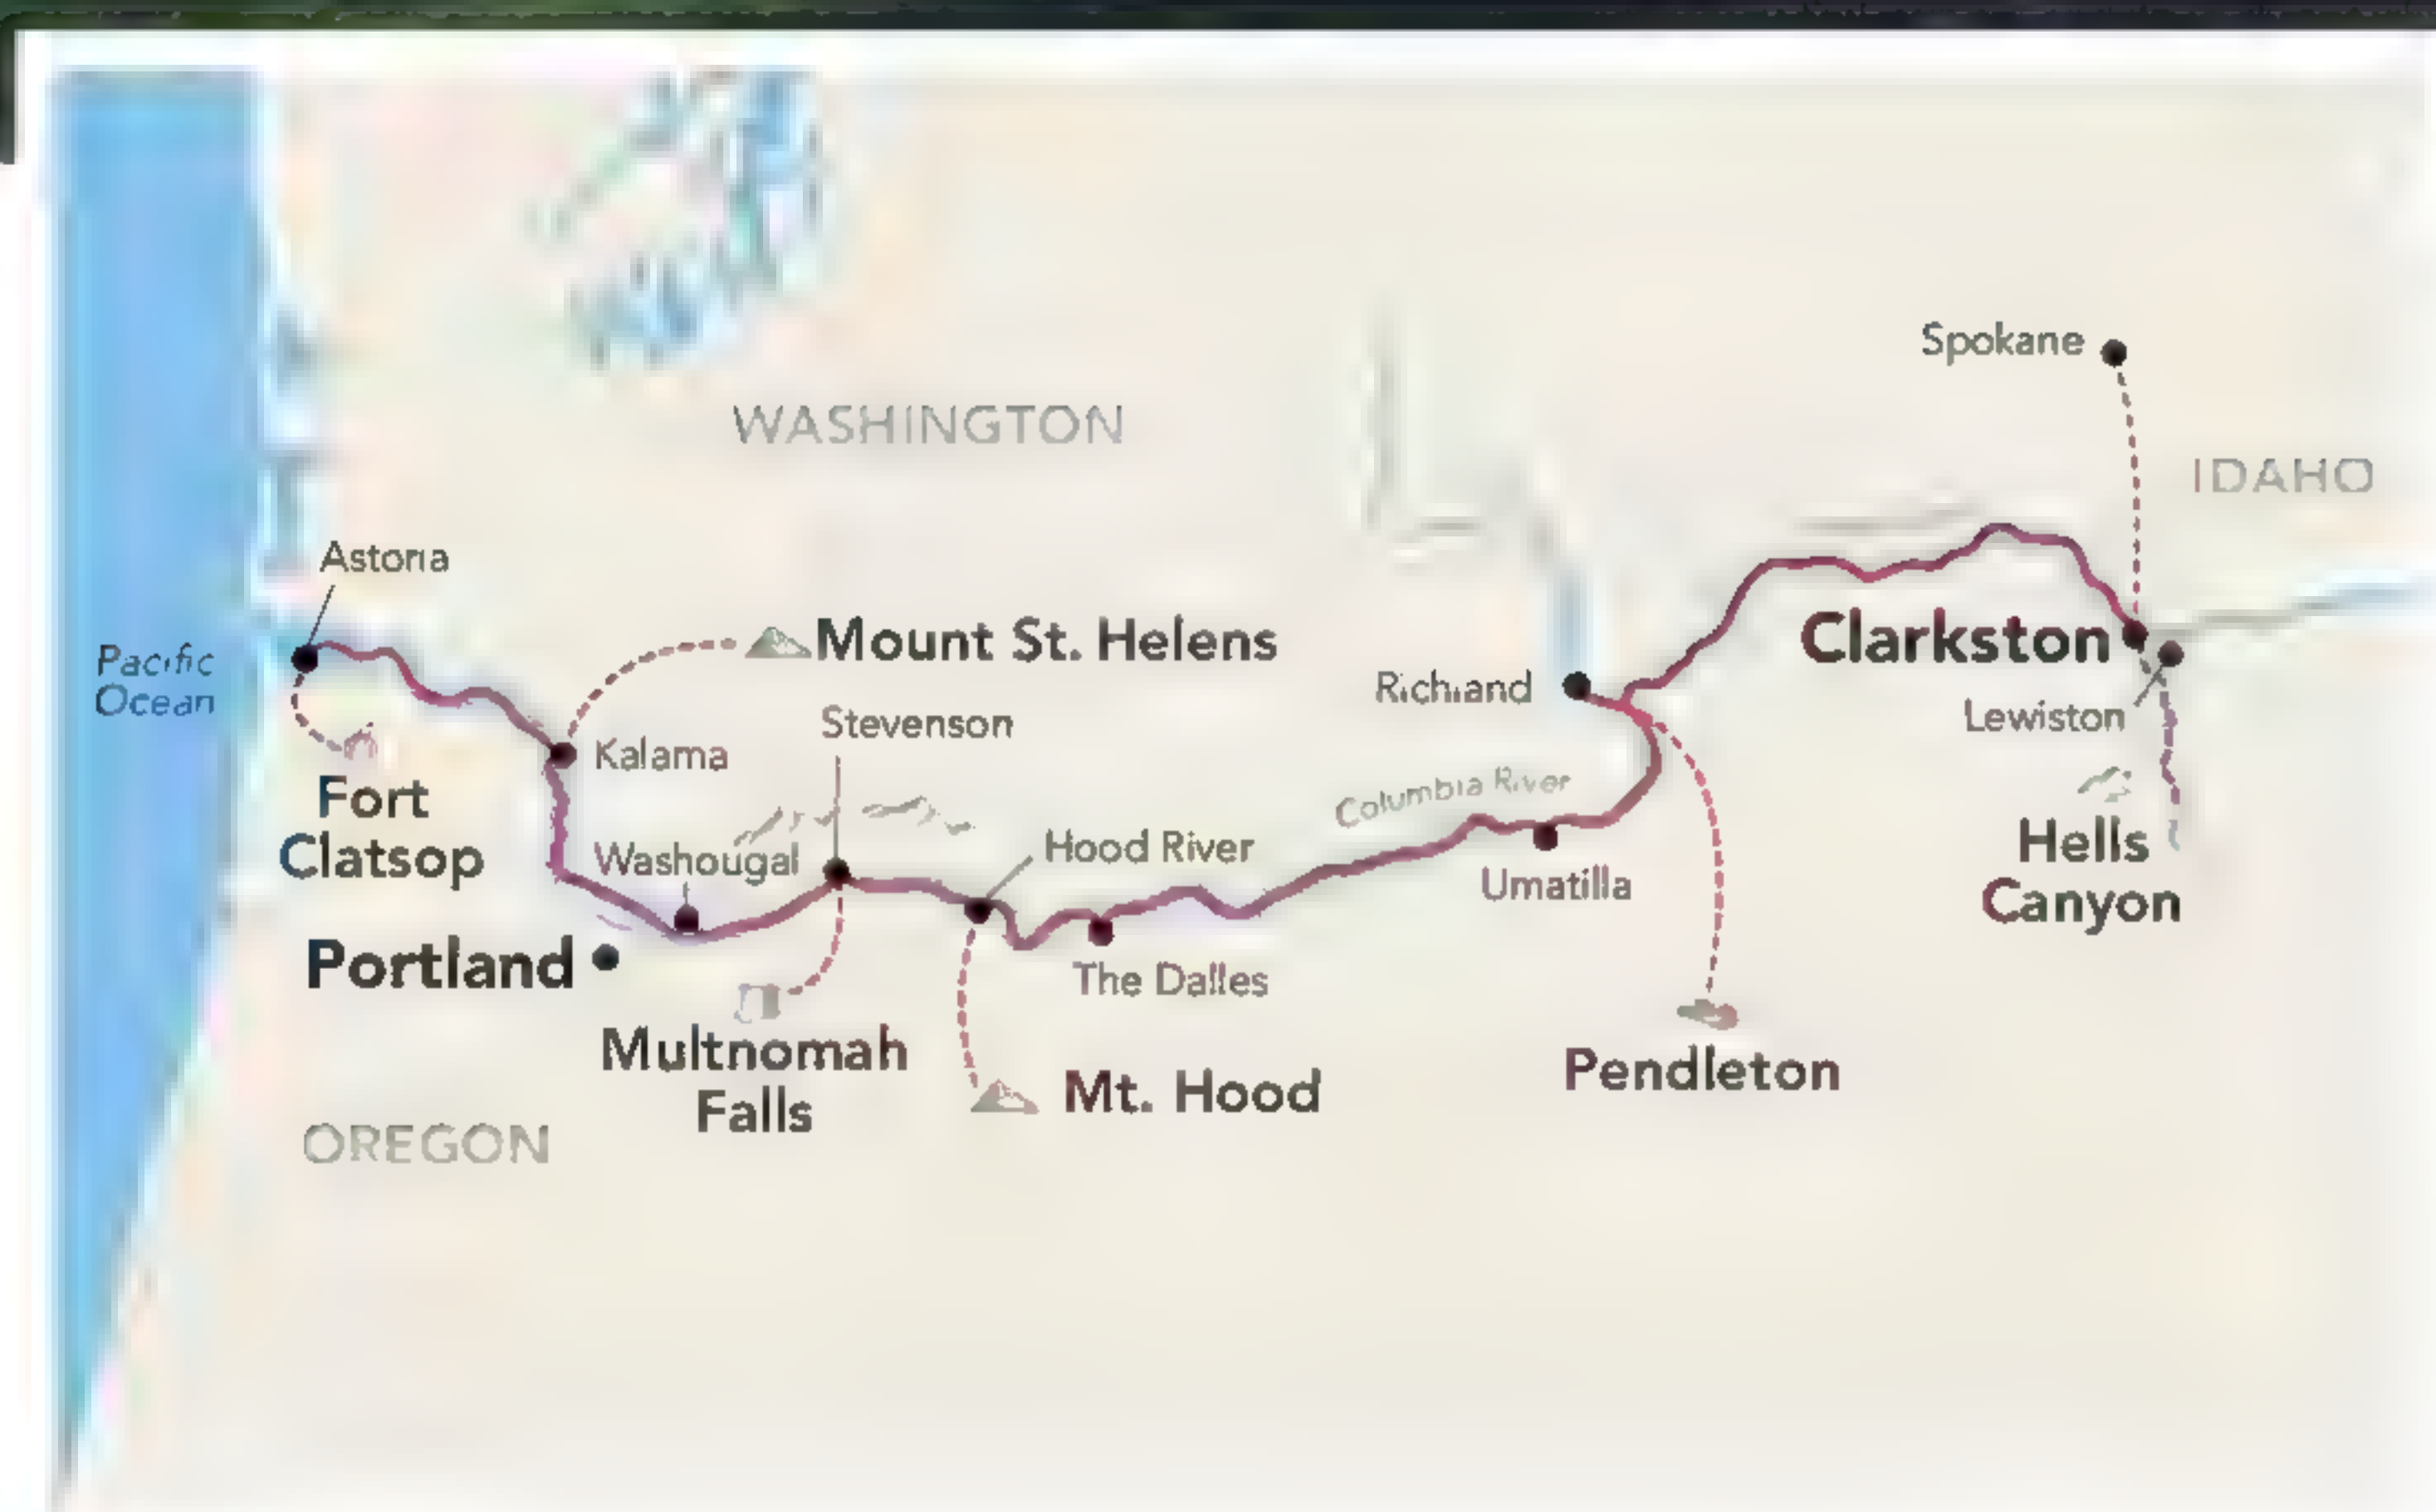 Spokane
WASHINGTON
IDAHO
Astoria
Mount St. Helens
Clarkston
Pacific
Ocean
Richland
Stevenson
Lewiston
Kalama
Columbia River
Fort
Clatsop
Washougal
Hood River
Umatilla
Hells
Canyon
Portland
The Dalles
Multnomah
Falls
Mt. Hood
Pendleton
OREGON